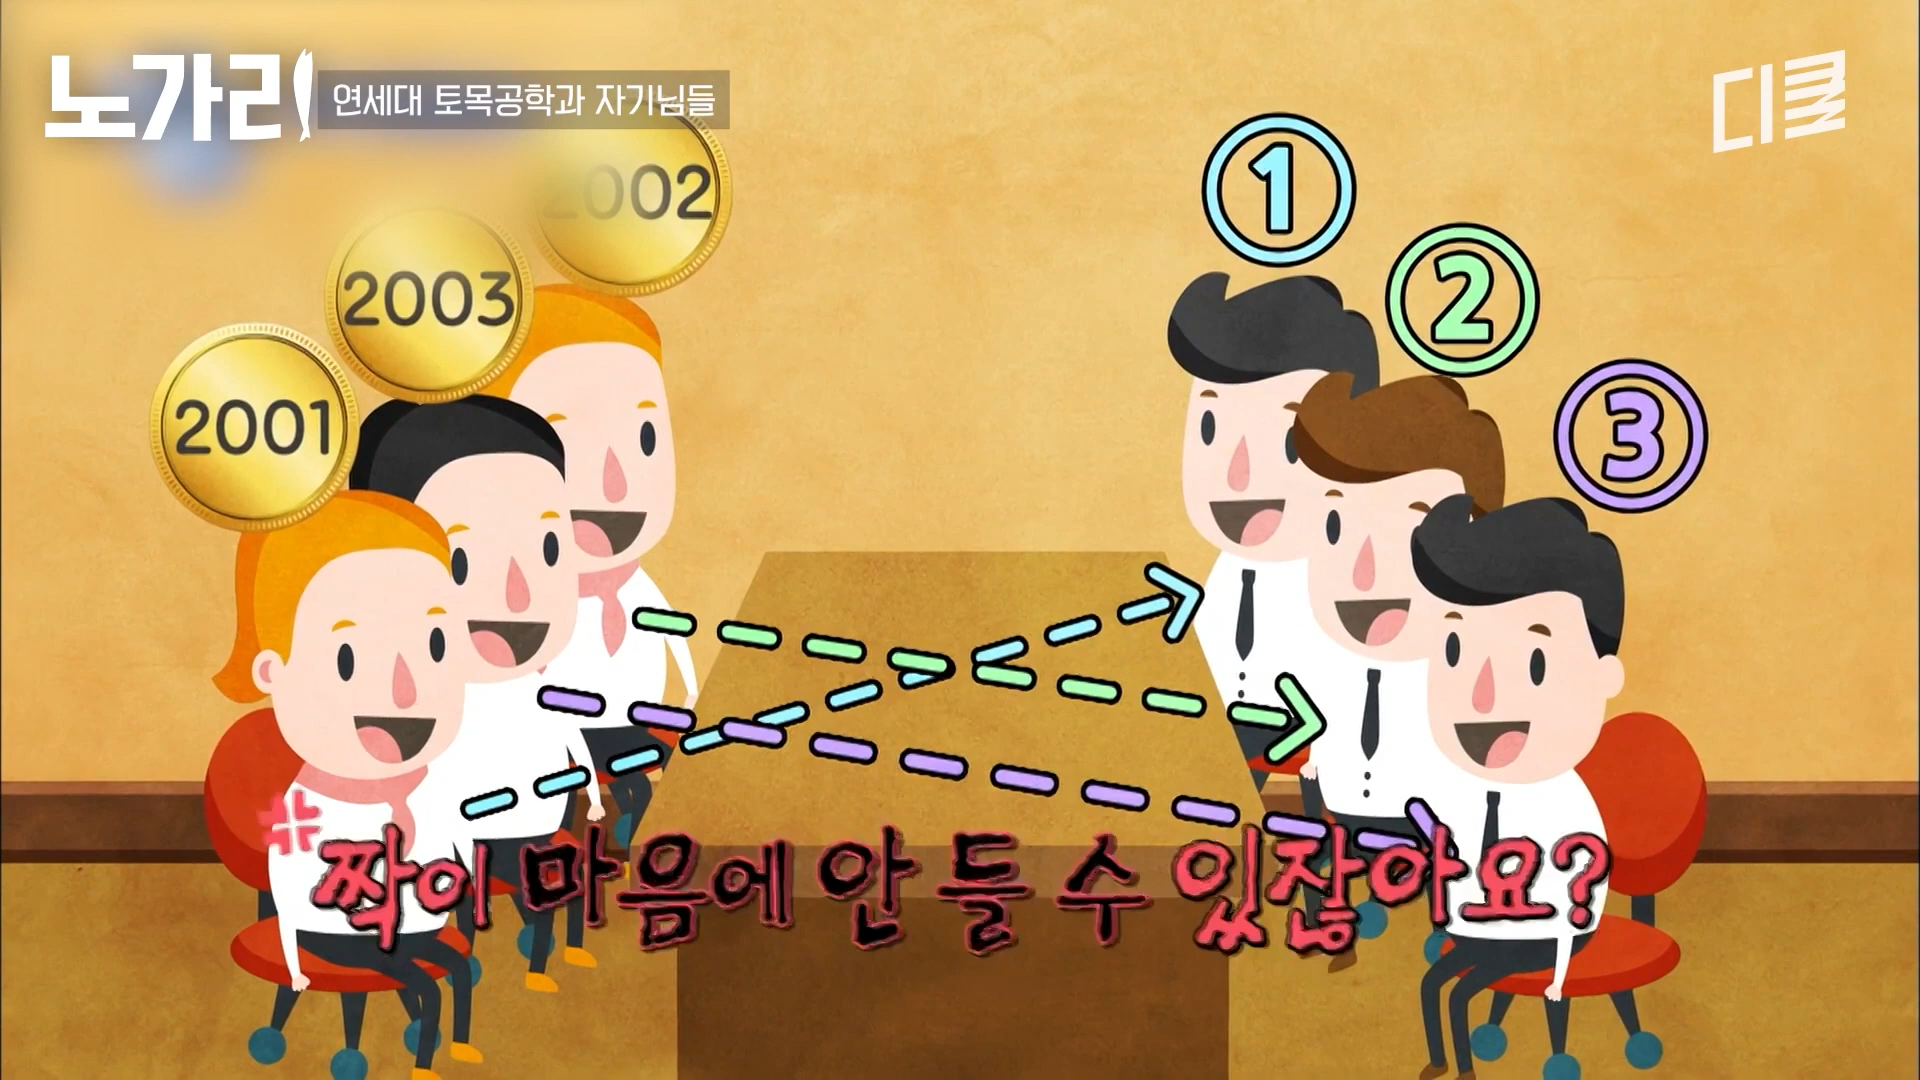 노가리
연세대 토목공학과 자기님들
디클
2002
2003
2001
1
2
3
짝이 마음에 안 들 수 있잖아요?